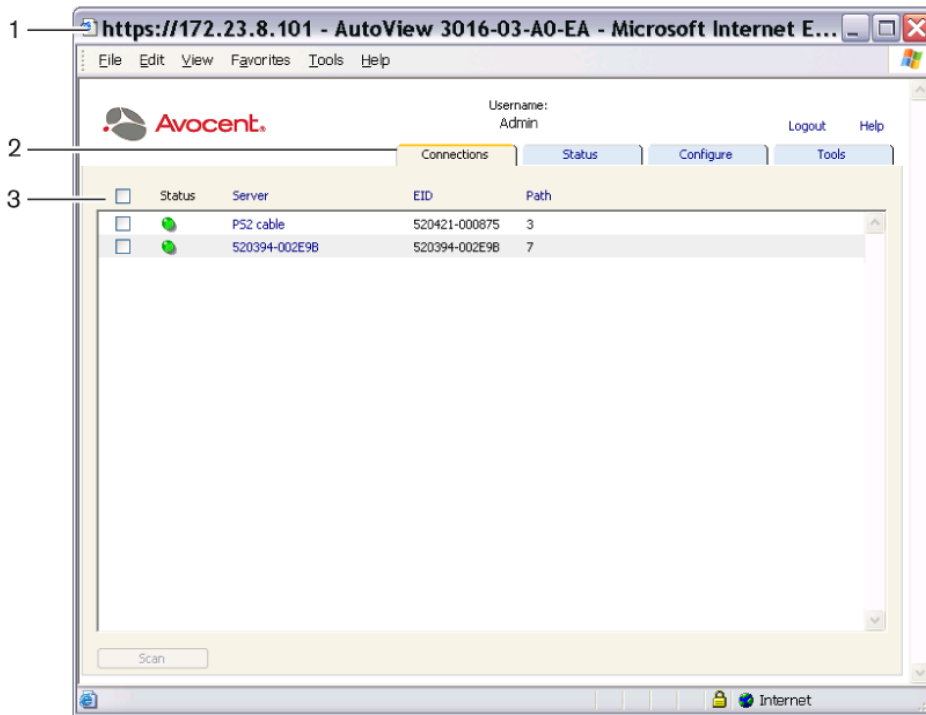 1
https://172.23.8.101 - AutoView 3016-03-A0-EA - Microsoft Internet E...
File Edit View Favorites Tools Help
Avocent.
Username:
Admin
Logout Help
2
Connections Status Configure Tools
3
Status Server EID Path
PS2 cable 520421-000875 3
520394-002E9B 520394-002E9B 7
Scan
Internet